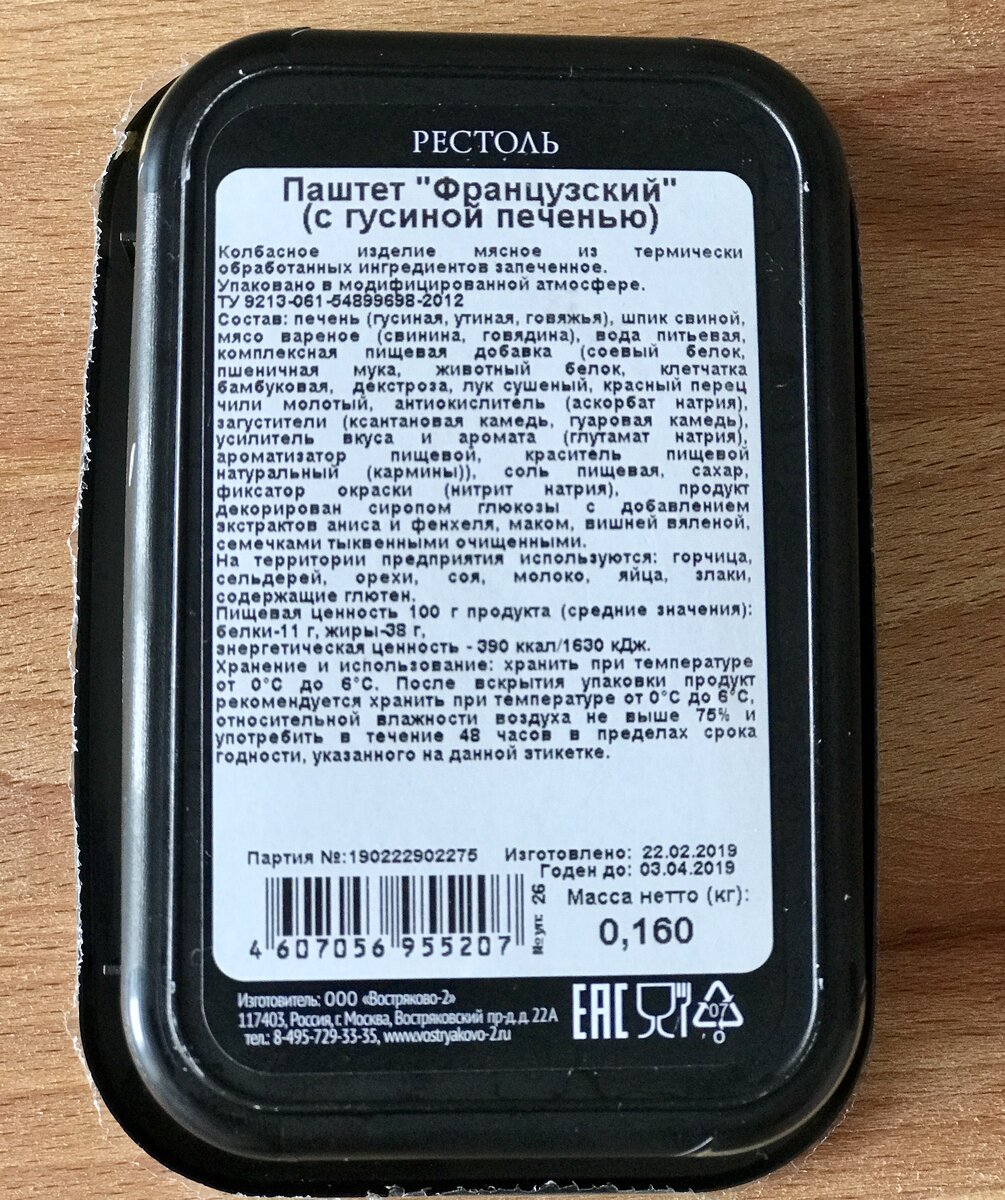 РЕСТОЛЬ
Паштет "Французский"
(с гусиной печенью)
Колбасное изделие мясное из термически
обработанных ингредиентов запеченное.
Упаковано в модифицированной атмосфере.
ТУ 9213-061-54899698-2012
Состав: печень (гусиная, утиная, говяжья), шпик свиной,
мясо вареное (свинина, говядина), вода питьевая,
комплексная пищевая добавка (соевый белок,
пшеничная мука, животный белок, клетчатка
бамбуковая, декстроза, лук сушеный, красный перец
чили молотый, антиокислитель (аскорбат натрия),
загустители (ксантановая камедь, гуаровая камедь),
усилитель вкуса и аромата (глутамат натрия),
ароматизатор пищевой, краситель пищевой
натуральный (кармины)), соль пищевая, сахар,
фиксатор окраски (нитрит натрия), продукт
декорирован сиропом глюкозы с добавлением
экстрактов аниса и фенхеля, маком, вишней вяленой,
семечками тыквенными очищенными.
На территории предприятия используются: горчица,
сельдерей, орехи, соя, молоко, яйца, злаки,
содержащие глютен.
Пищевая ценность 100 г продукта (средние значения):
белки-11 г, жиры-38 г,
энергетическая ценность - 390 ккал/1630 кДж.
Хранение и использование: хранить при температуре
от 0°С до 6°С. После вскрытия упаковки продукт
рекомендуется хранить при температуре от 0°С до 6°С,
относительной влажности воздуха не выше 75% и
употребить в течение 48 часов в пределах срока
годности, указанного на данной этикетке.
Партия №:190222902275 Изготовлено: 22.02.2019
Годен до: 03.04.2019
Масса нетто (кг):
0,160
№ уп: 26
4 607056 955207
Изготовитель: ООО «Востряково-2»
117403, Россия, г. Москва, Востряковский пр-д, д. 22А
тел.: 8-495-729-33-35, www.vostryakovo-2.ru
ЕАС
07
O